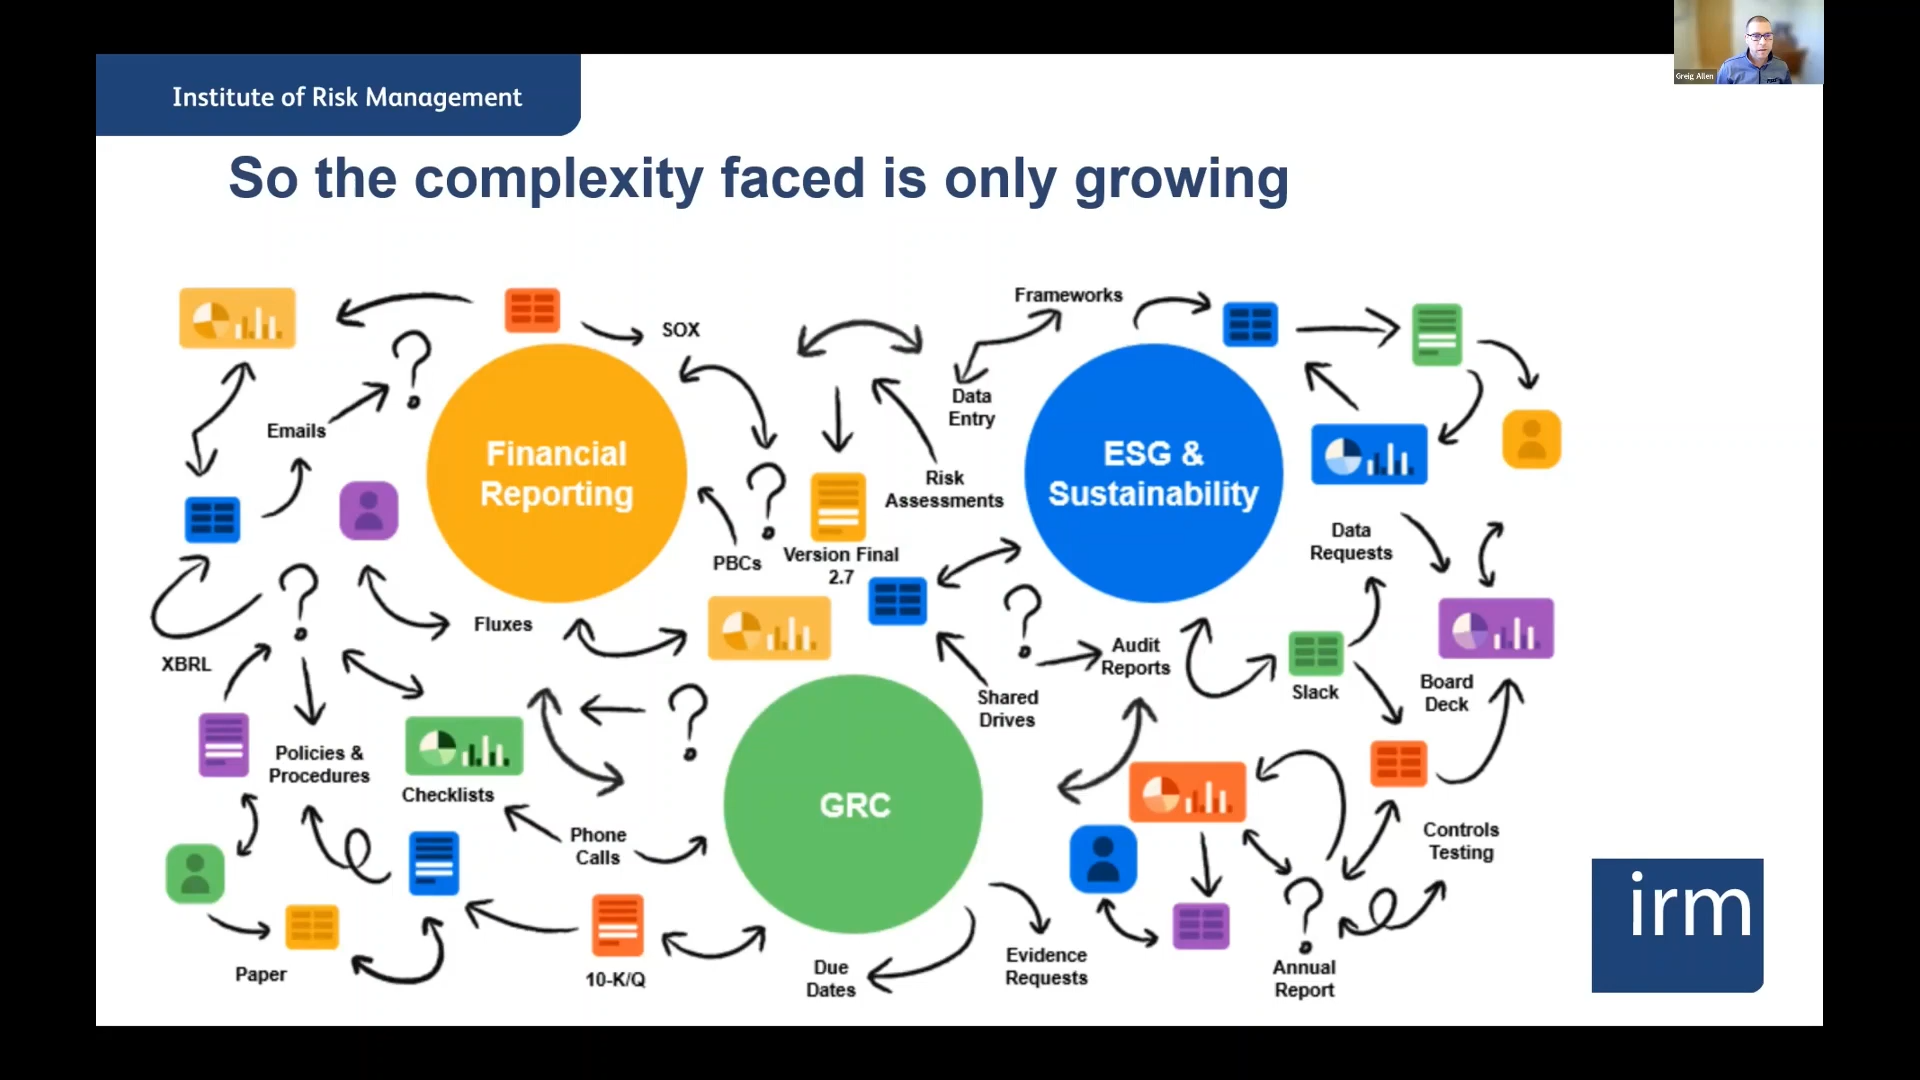 Greig Allen
Institute of Risk Management
So the complexity faced is only growing
Frameworks
SOX
Data
Entry
Emails
Financial
Reporting
ESG &
Sustainability
Risk
Assessments
Data
Requests
PBCs
Version Final
2.7
Fluxes
XBRL
Audit
Reports
Shared
Drives
Slack
Board
Deck
Policies &
Procedures
Checklists
GRC
Phone
Calls
Controls
Testing
Paper
10-K/Q
Due
Dates
Evidence
Requests
Annual
Report
irm
?
?
?
?
?
?